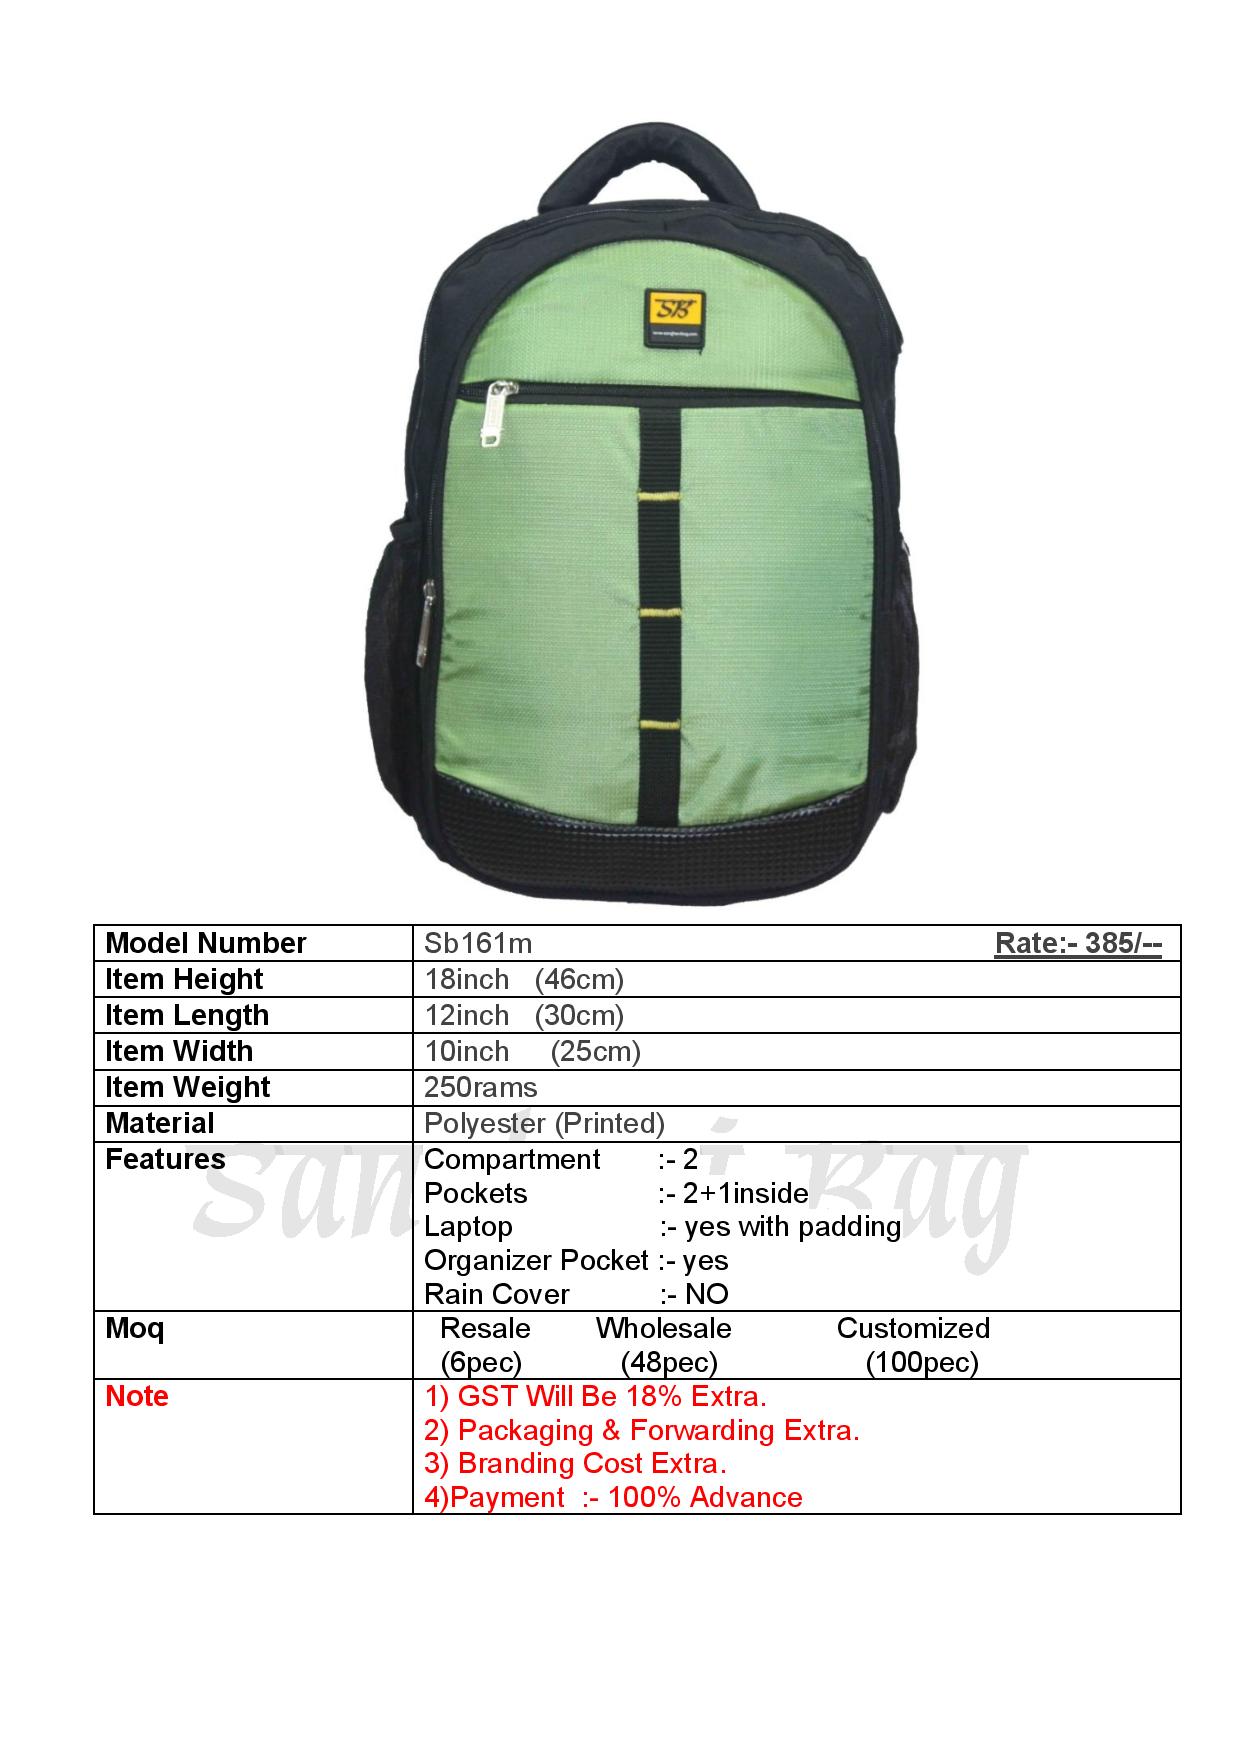 SB
Model Number Sb161m Rate:- 385/--
Item Height 18inch (46cm)
Item Length 12inch (30cm)
Item Width 10inch (25cm)
Item Weight 250rams
Material Polyester (Printed)
Features Compartment :- 2
Pockets :- 2+1inside
Laptop :- yes with padding
Organizer Pocket :- yes
Rain Cover :- NO
Moq Resale Wholesale Customized
(6pec) (48pec) (100pec)
Note 1) GST Will Be 18% Extra.
2) Packaging & Forwarding Extra.
3) Branding Cost Extra.
4)Payment :- 100% Advance
Bag